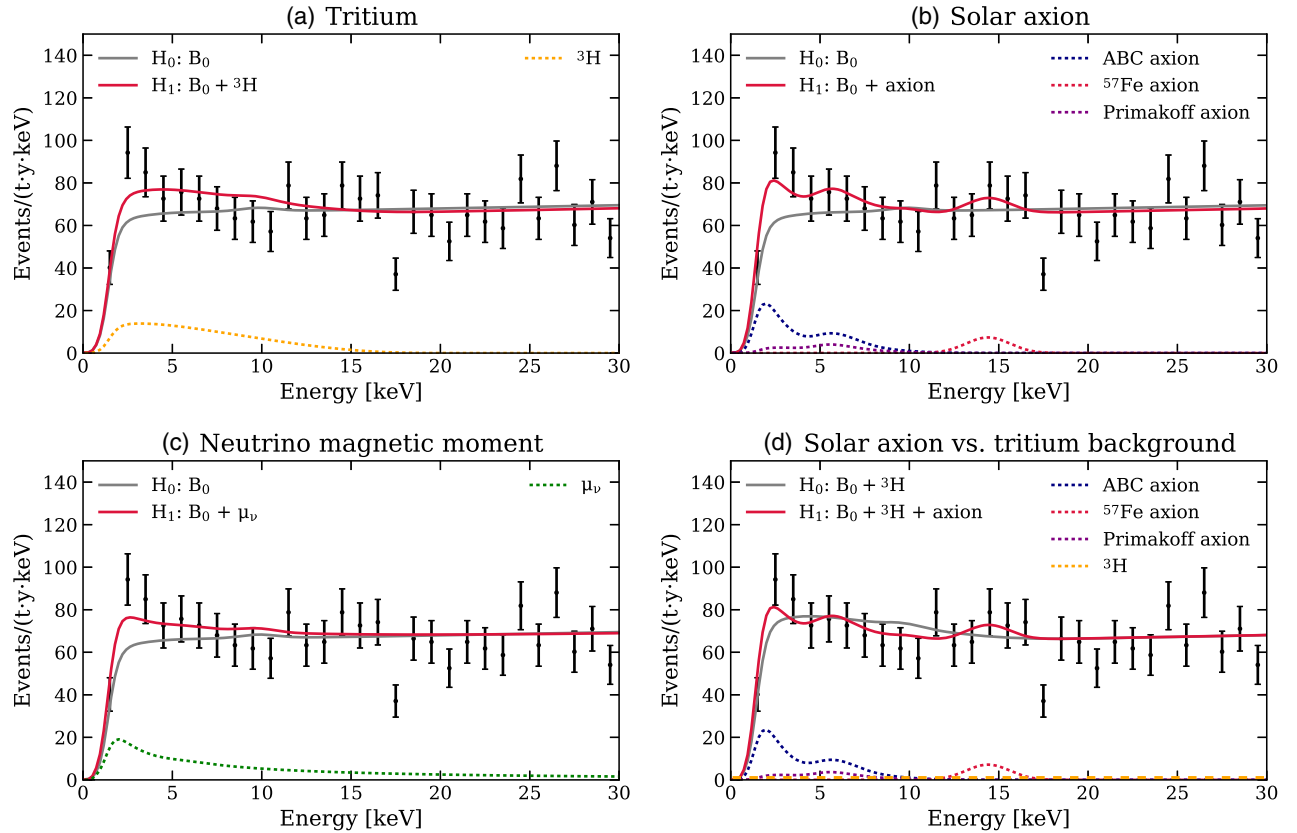 (a) Tritium
H₀: B₀
H₁: B₀ + ³H
³H
Events/(t·y·keV)
0 20 40 60 80 100 120 140
0 5 10 15 20 25 30
Energy [keV]
(b) Solar axion
H₀: B₀
H₁: B₀ + axion
ABC axion
⁵⁷Fe axion
Primakoff axion
Events/(t·y·keV)
0 20 40 60 80 100 120 140
0 5 10 15 20 25 30
Energy [keV]
(c) Neutrino magnetic moment
H₀: B₀
H₁: B₀ + μᵥ
μᵥ
Events/(t·y·keV)
0 20 40 60 80 100 120 140
0 5 10 15 20 25 30
Energy [keV]
(d) Solar axion vs. tritium background
H₀: B₀ + ³H
H₁: B₀ + ³H + axion
ABC axion
⁵⁷Fe axion
Primakoff axion
³H
Events/(t·y·keV)
0 20 40 60 80 100 120 140
0 5 10 15 20 25 30
Energy [keV]